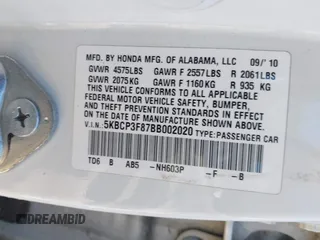 MFD. BY HONDA MFG. OF ALABAMA, LLC 09/'10
GVWR 4575LBS GAWR F 2557LBS R 2061LBS
GVWR 2075KG GAWR F 1160KG R 935 KG
THIS VEHICLE CONFORMS TO ALL APPLICABLE
FEDERAL MOTOR VEHICLE SAFETY, BUMPER,
AND THEFT PREVENTION STANDARDS IN
EFFECT ON THE DATE OF MANUFACTURE
SHOWN ABOVE.
V.I.N.: 5KBCP3F87BB002020 TYPE: PASSENGER CAR
TD6 B AB5 -NH603P -F -B
DREAMBID